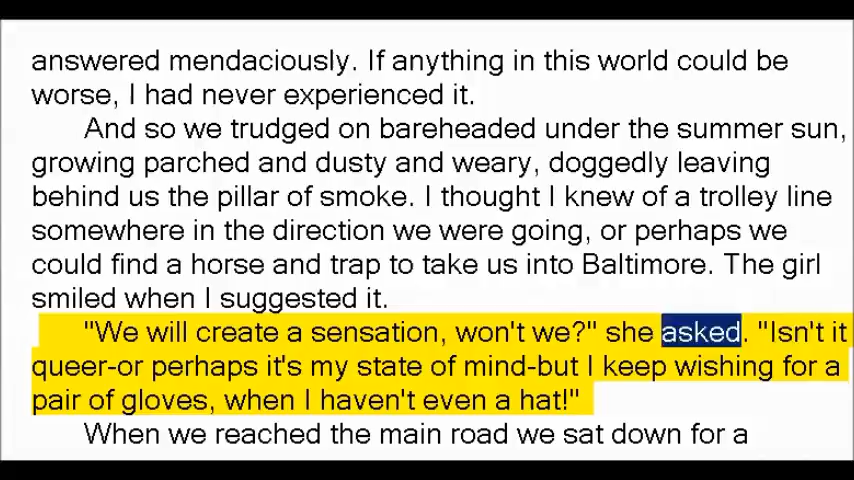 answered mendaciously. If anything in this world could be
worse, I had never experienced it.
And so we trudged on bareheaded under the summer sun,
growing parched and dusty and weary, doggedly leaving
behind us the pillar of smoke. I thought I knew of a trolley line
somewhere in the direction we were going, or perhaps we
could find a horse and trap to take us into Baltimore. The girl
smiled when I suggested it.
"We will create a sensation, won't we?" she asked. "Isn't it
queer-or perhaps it's my state of mind-but I keep wishing for a
pair of gloves, when I haven't even a hat!"
When we reached the main road we sat down for a